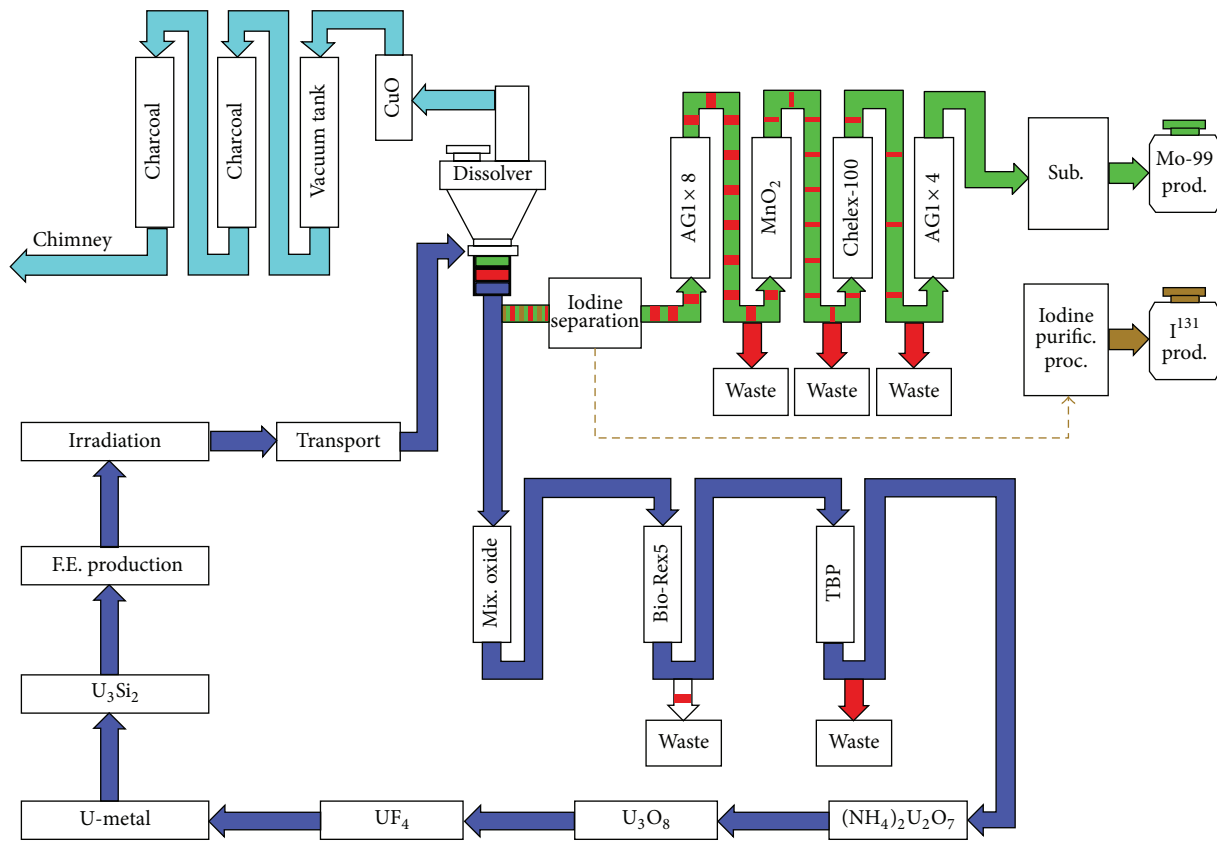 Charcoal
Charcoal
Vacuum tank
CuO
Chimney
Dissolver
AG1 × 8
MnO₂
Chelex-100
AG1 × 4
Sub.
Mo-99
prod.
Iodine
separation
Iodine
purific.
proc.
I¹³¹
prod.
Waste
Waste
Waste
Irradiation
Transport
F.E. production
Mix. oxide
Bio-Rex5
TBP
U₃Si₂
Waste
Waste
U-metal
UF₄
U₃O₈
(NH₄)₂U₂O₇